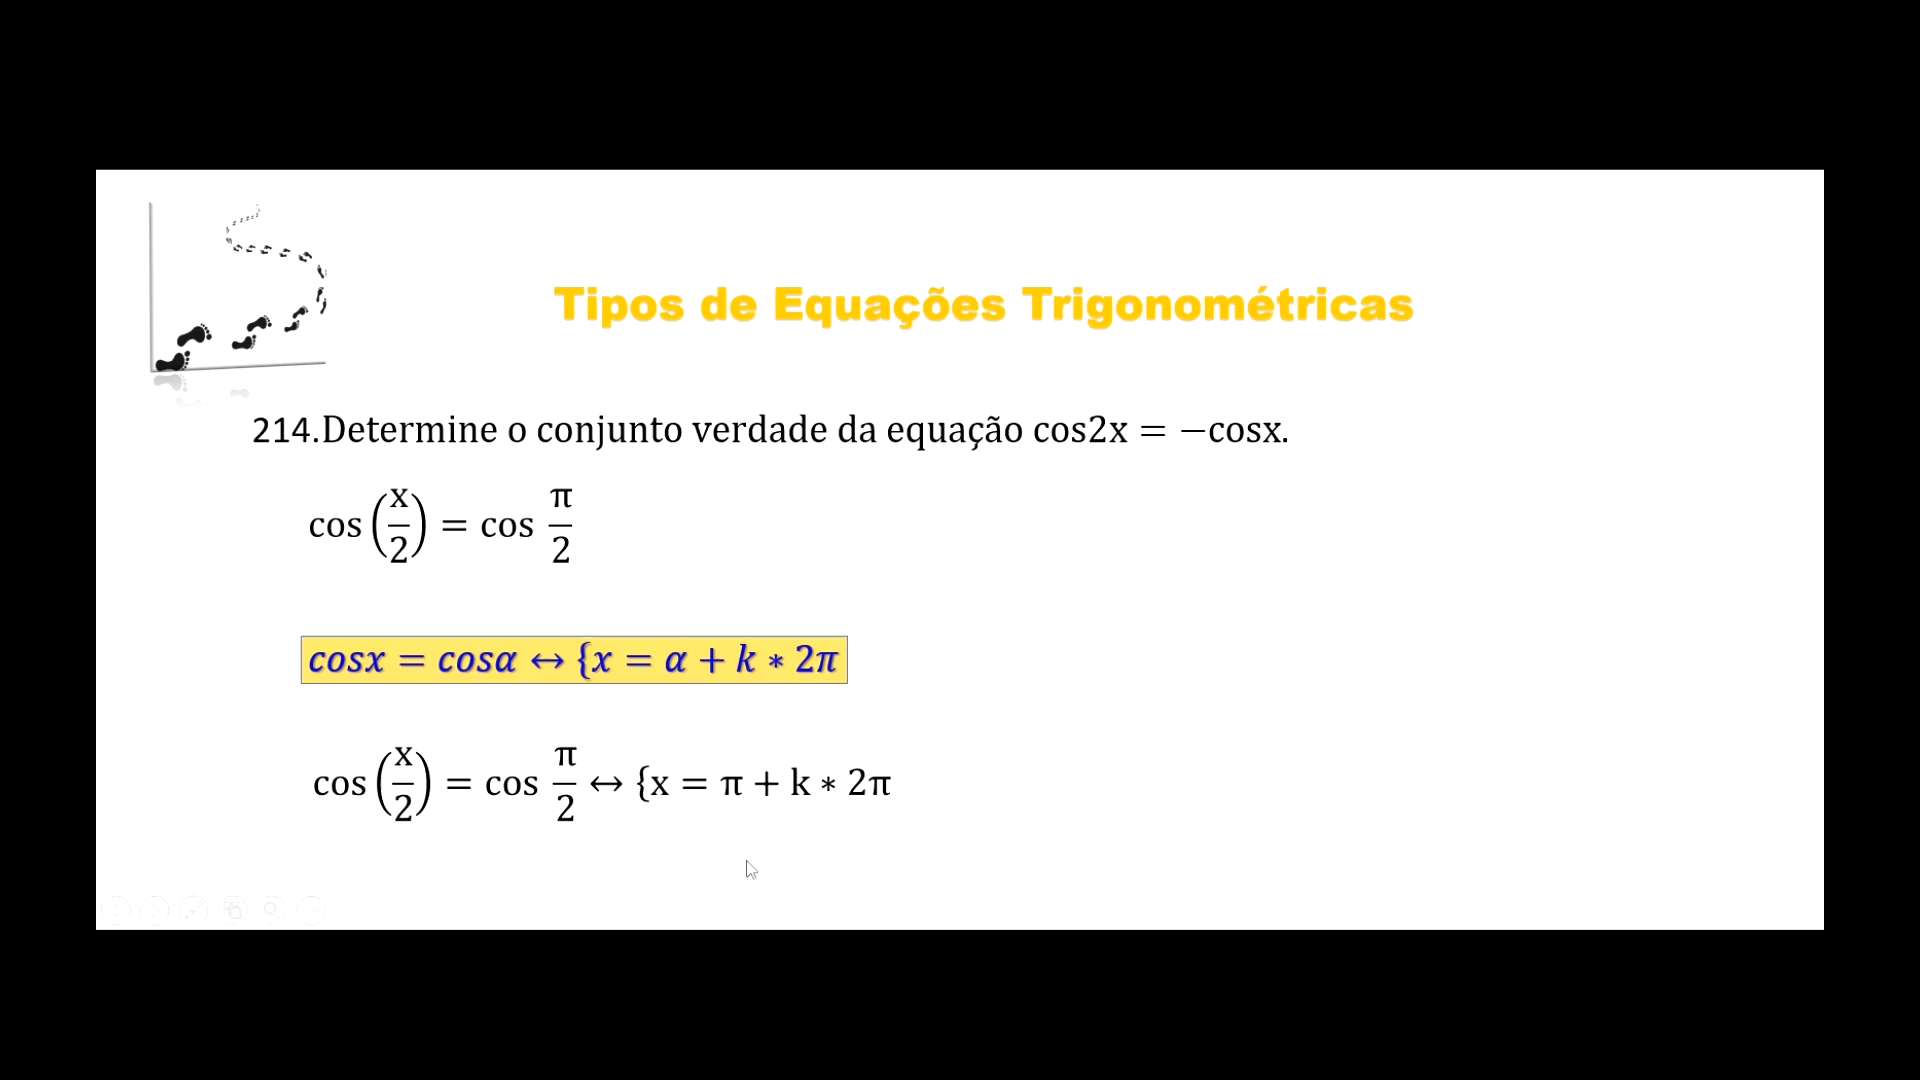 Tipos de Equações Trigonométricas
214.Determine o conjunto verdade da equação cos2x = −cosx.
cos(x/2) = cos π/2
cosx = cosα ↔ {x = α + k * 2π
cos(x/2) = cos π/2 ↔ {x = π + k * 2π